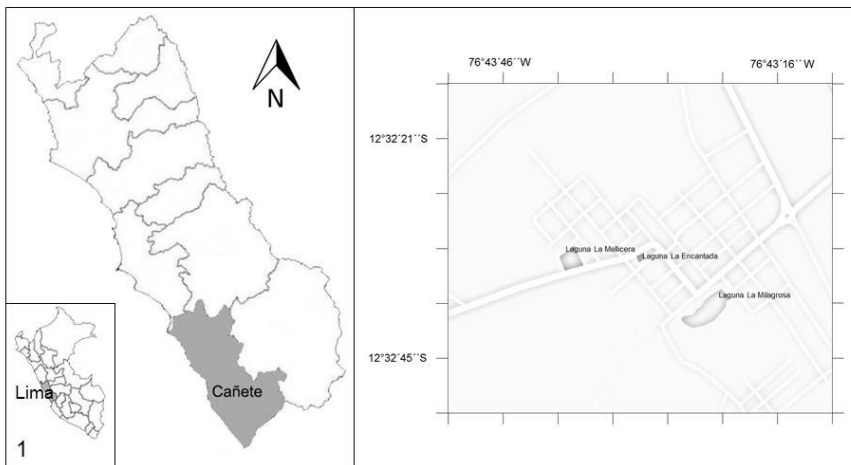 N
Cañete
Lima
1
76°43´46´´W
76°43´16´´W
12°32´21´´S
Laguna La Mellicera
Laguna La Encantada
Laguna La Milagrosa
12°32´45´´S